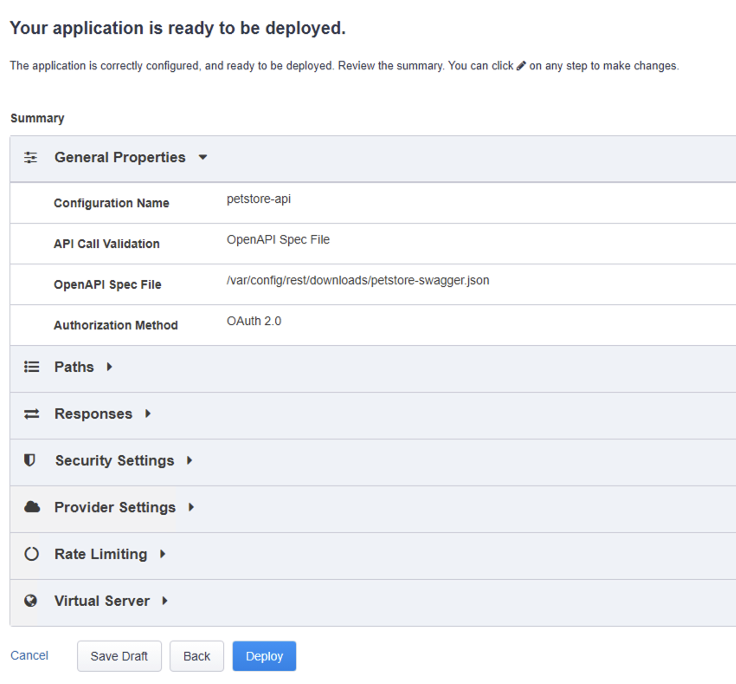 Your application is ready to be deployed.
The application is correctly configured, and ready to be deployed. Review the summary. You can click on any step to make changes.
Summary
General Properties
Configuration Name petstore-api
API Call Validation OpenAPI Spec File
OpenAPI Spec File /var/config/rest/downloads/petstore-swagger.json
Authorization Method OAuth 2.0
Paths
Responses
Security Settings
Provider Settings
Rate Limiting
Virtual Server
Cancel Save Draft Back Deploy